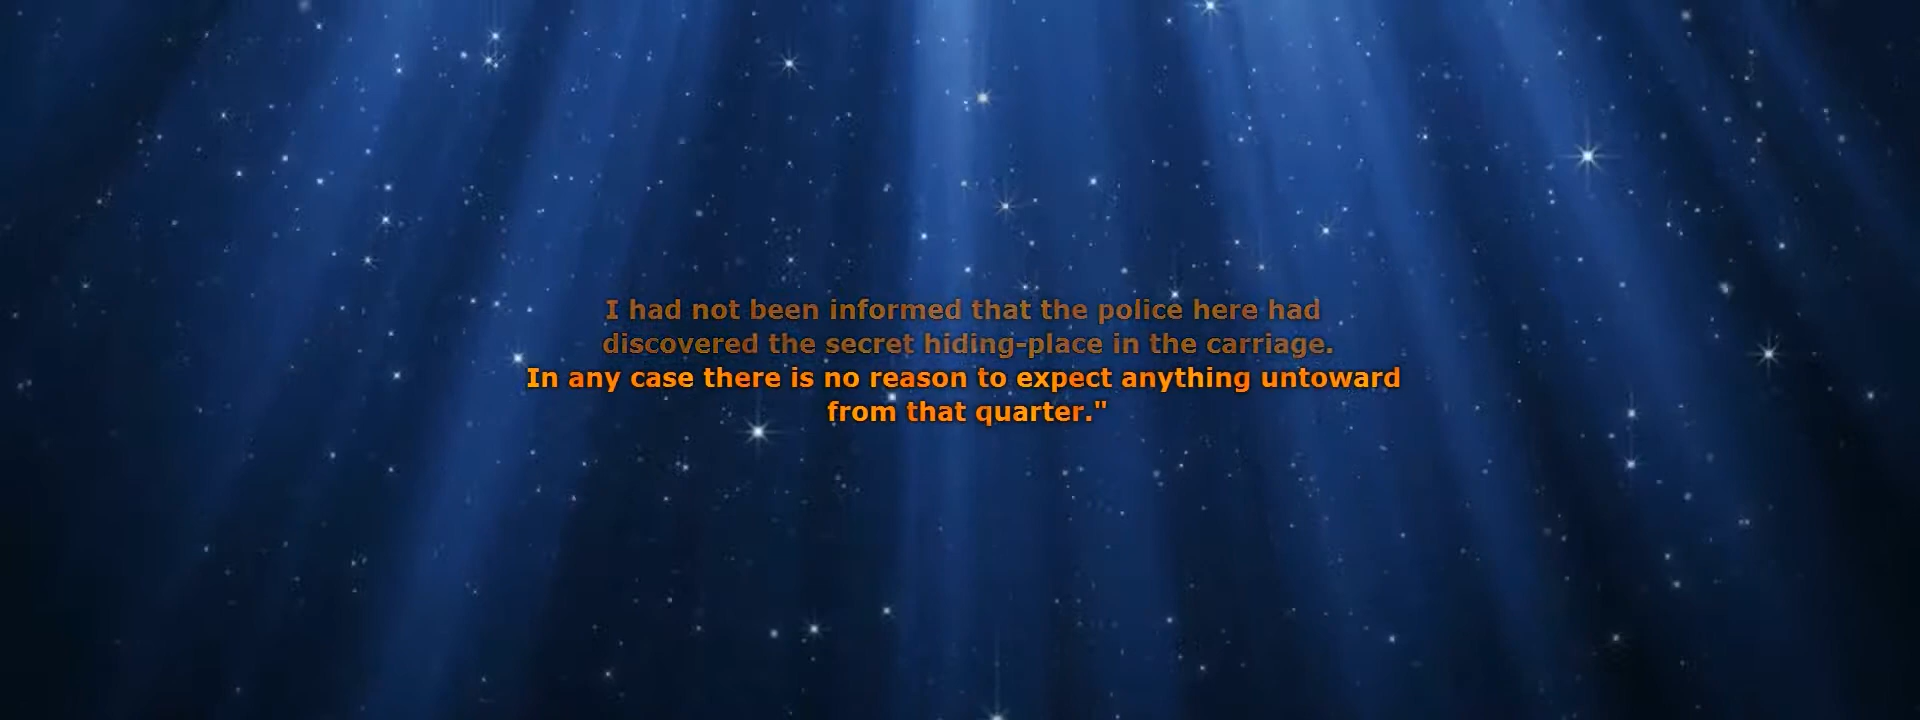 I had not been informed that the police here had
discovered the secret hiding-place in the carriage.
In any case there is no reason to expect anything untoward
from that quarter."